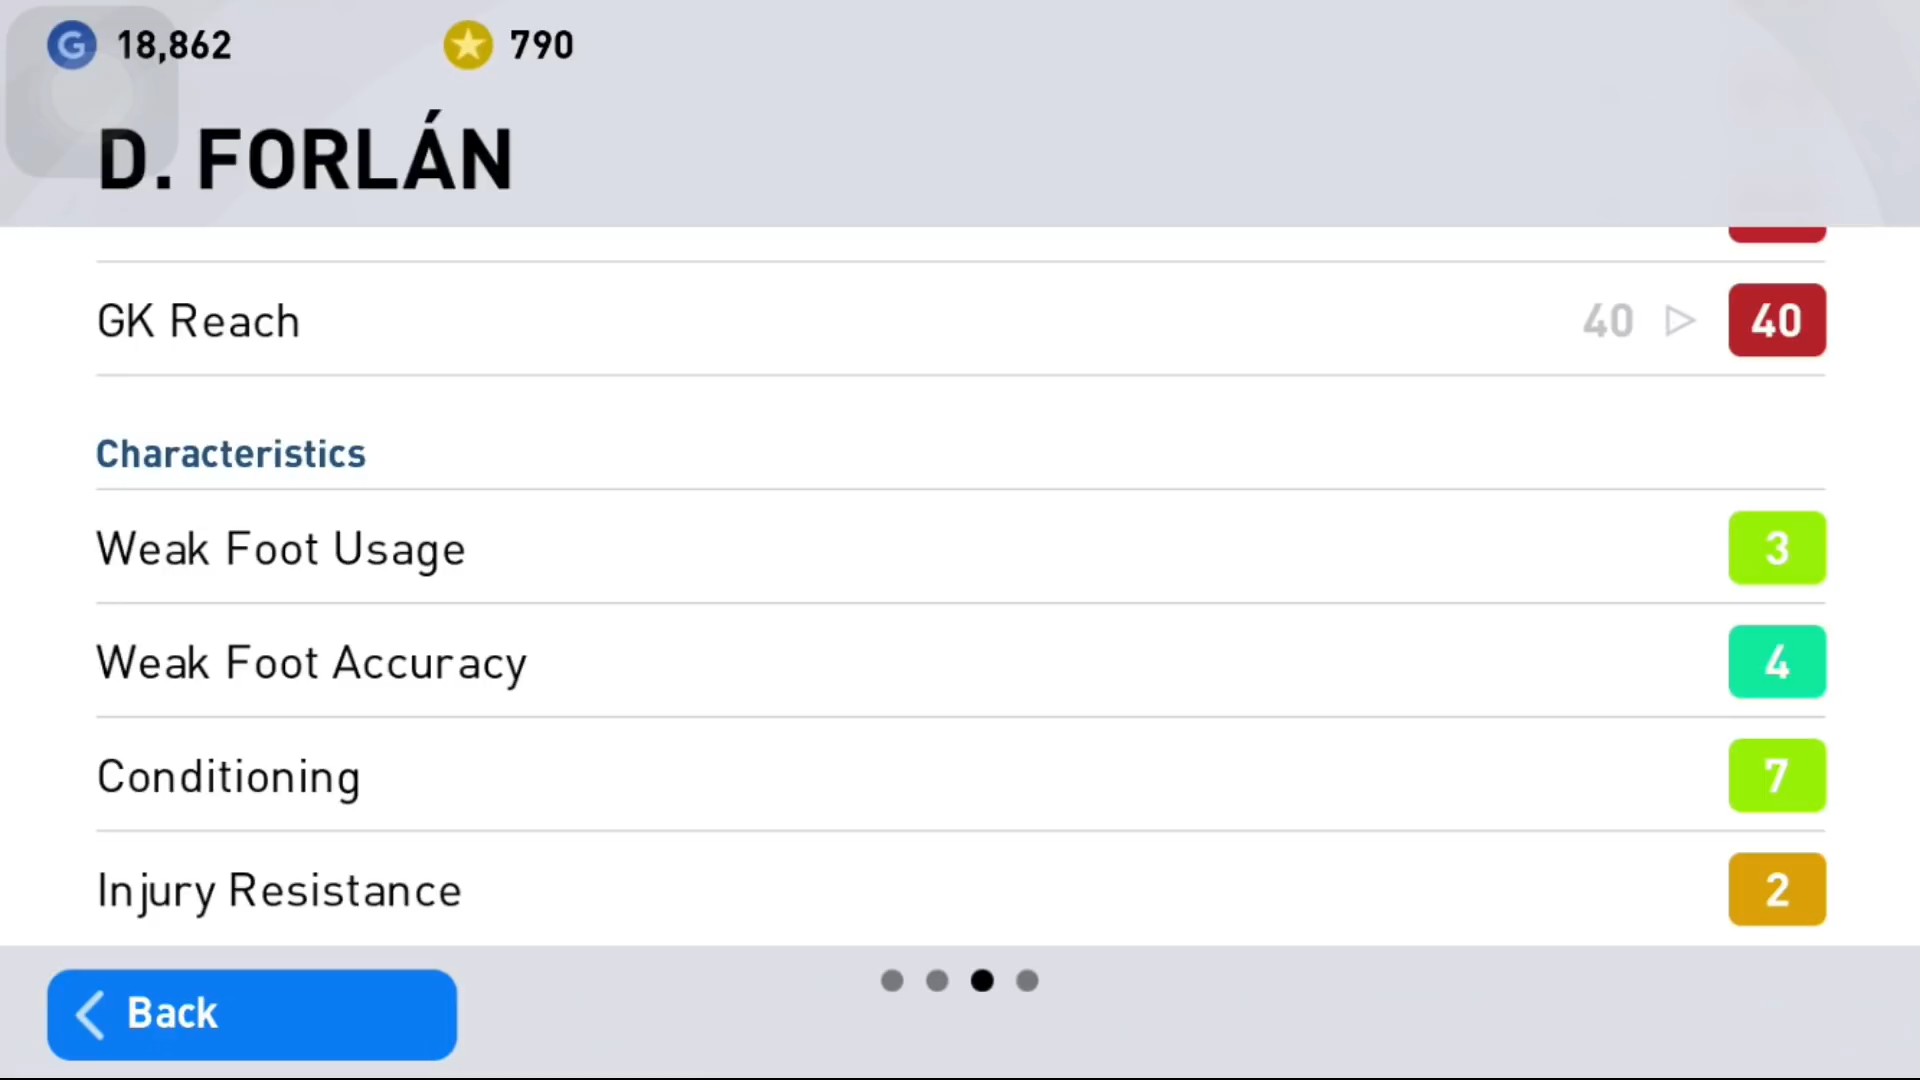 G 18,862 790
D. FORLÁN
GK Reach 40 40
Characteristics
Weak Foot Usage 3
Weak Foot Accuracy 4
Conditioning 7
Injury Resistance 2
Back